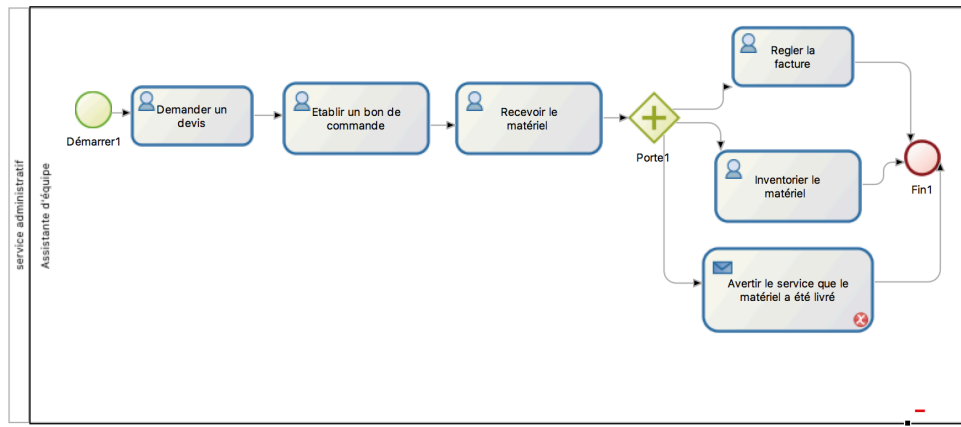 service administratif
Assistante d'équipe
Démarrer1
Demander un
devis
Etablir un bon de
commande
Recevoir le
matériel
Porte1
Regler la
facture
Inventorier le
matériel
Avertir le service que le
matériel a été livré
Fin1